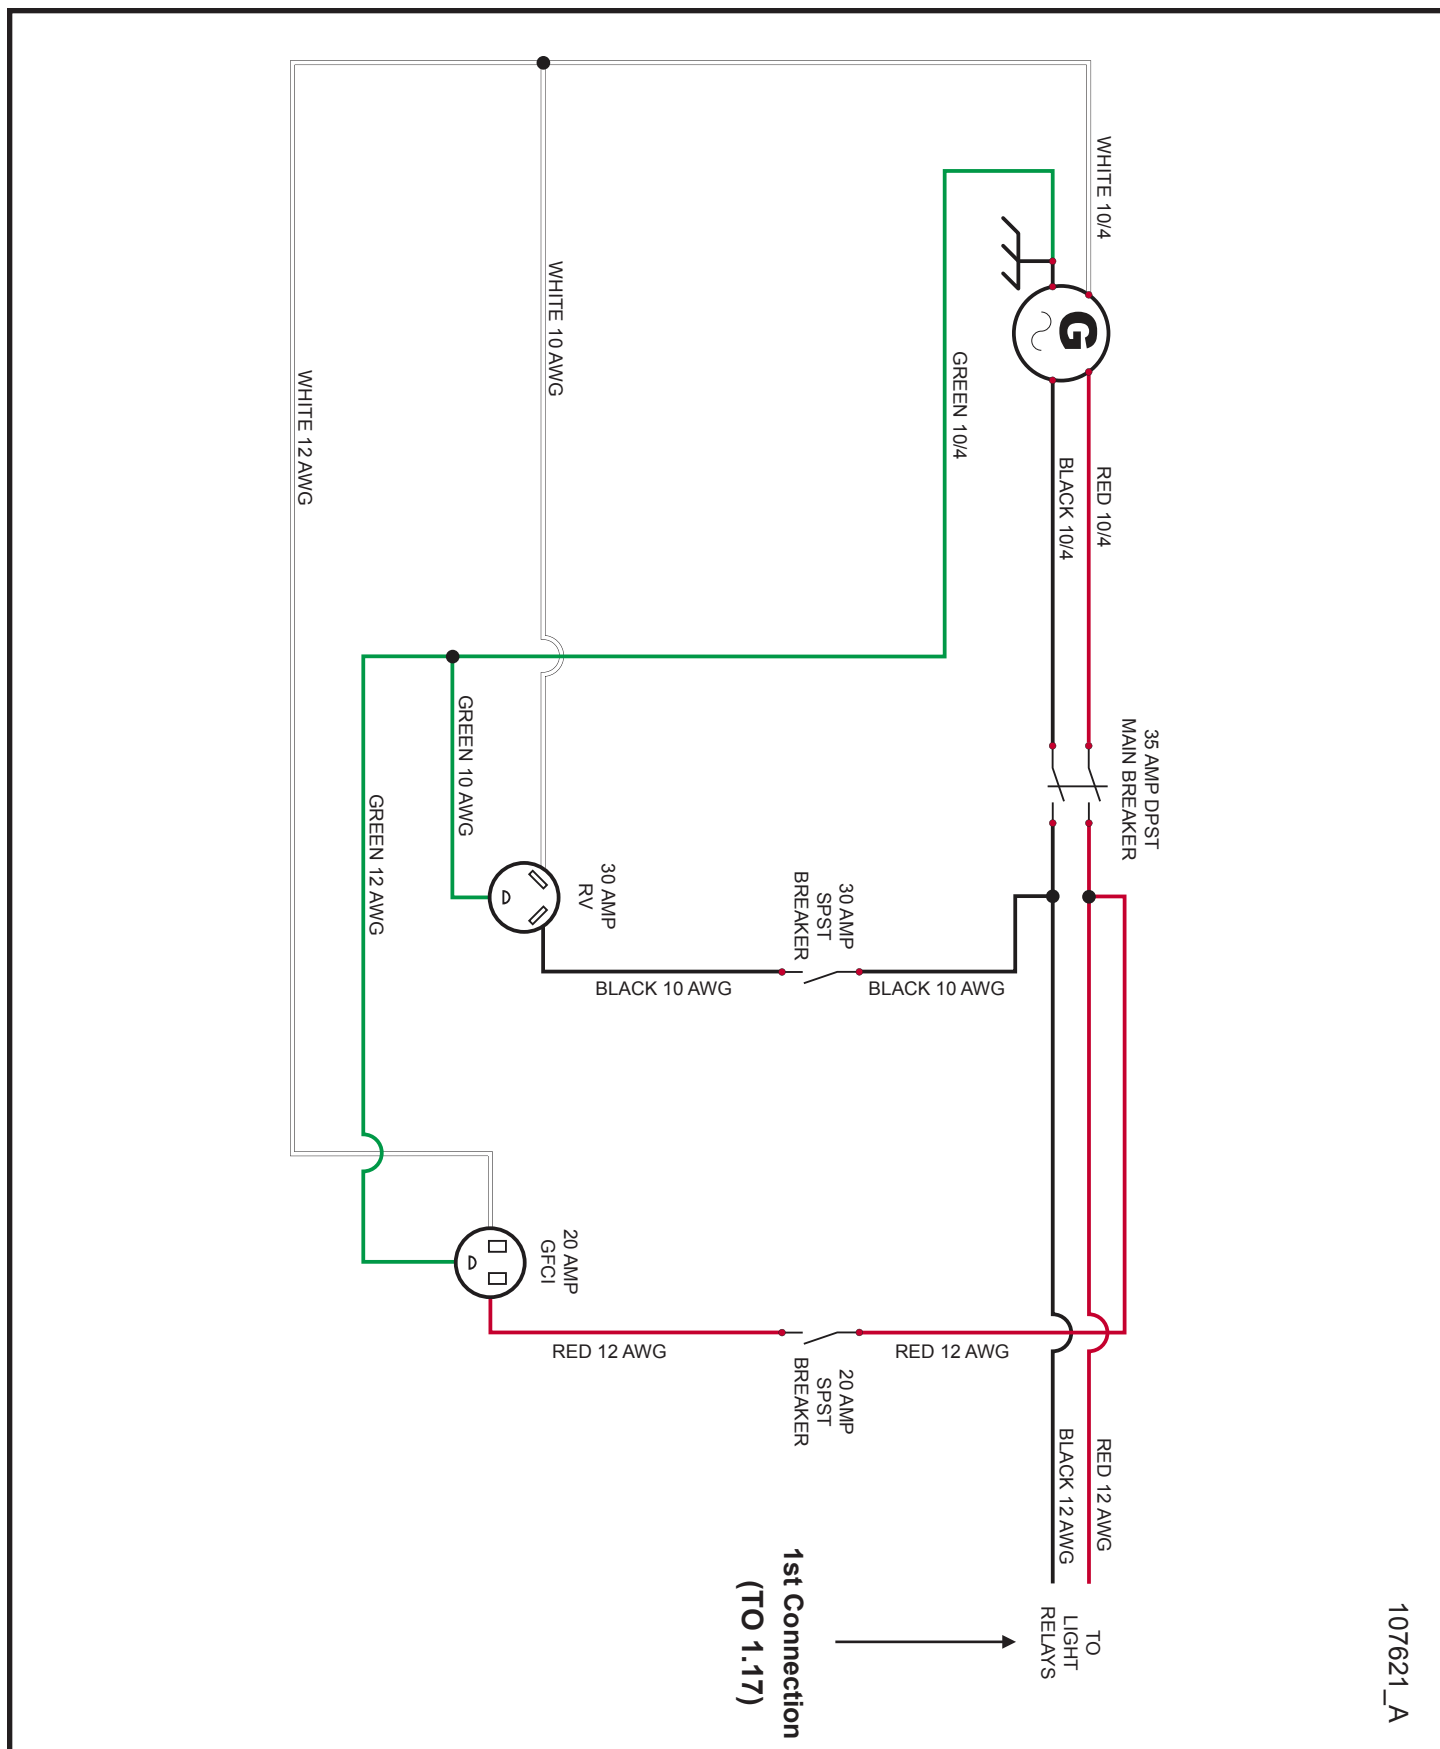 107621_A
WHITE 10/4
G
RED 10/4
BLACK 10/4
35 AMP DPST
MAIN BREAKER
RED 12 AWG
BLACK 12 AWG
TO
LIGHT
RELAYS
GREEN 10/4
30 AMP
SPST
BREAKER
BLACK 10 AWG
BLACK 10 AWG
20 AMP
SPST
BREAKER
RED 12 AWG
RED 12 AWG
1st Connection
(TO 1.17)
WHITE 10 AWG
30 AMP
RV
20 AMP
GFCI
GREEN 10 AWG
GREEN 12 AWG
WHITE 12 AWG